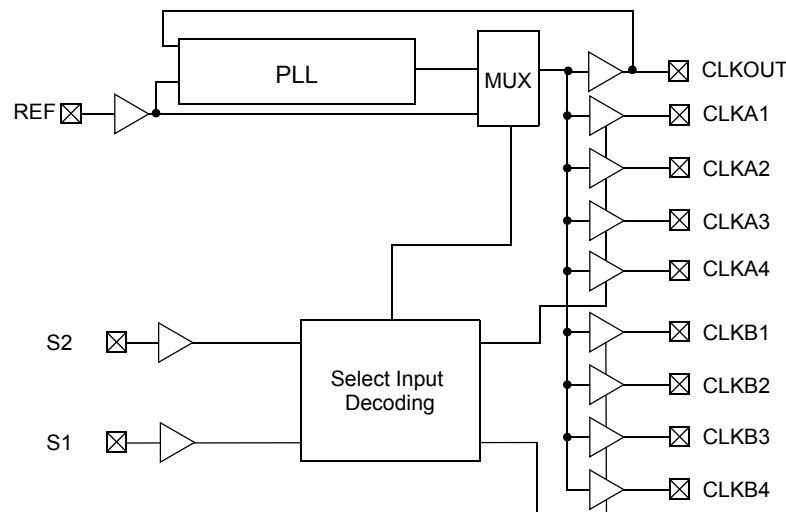 PLL
MUX
REF
CLKOUT
CLKA1
CLKA2
CLKA3
CLKA4
S2
S1
Select Input
Decoding
CLKB1
CLKB2
CLKB3
CLKB4